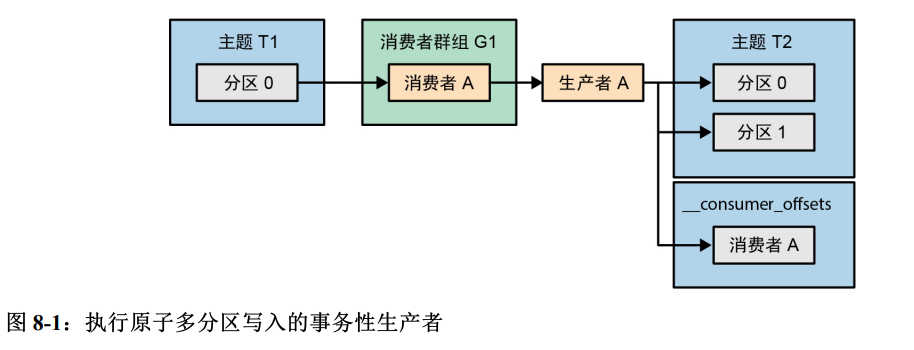 主题 T1
消费者群组 G1
主题 T2
分区 0
消费者 A
生产者 A
分区 0
分区 1
__consumer_offsets
消费者 A
图 8-1：执行原子多分区写入的事务性生产者